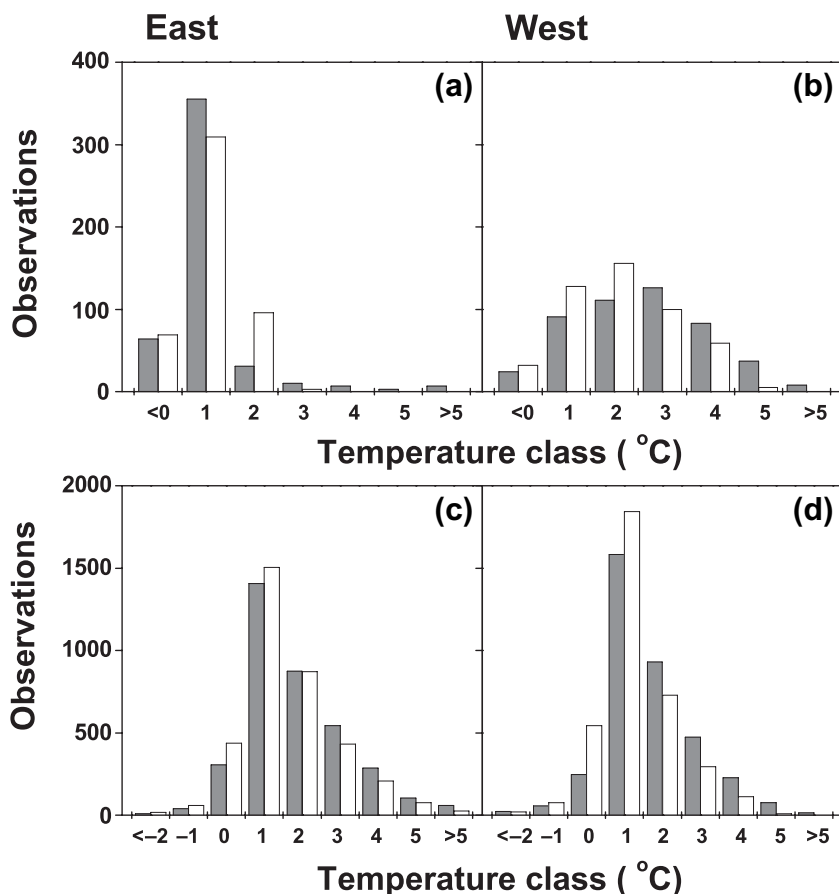 East West
400 (a) (b)
300
200
100
0
Observations
<0 1 2 3 4 5 >5 <0 1 2 3 4 5 >5
Temperature class ( °C)
2000 (c) (d)
1500
1000
500
0
Observations
<–2 –1 0 1 2 3 4 5 >5 <–2 –1 0 1 2 3 4 5 >5
Temperature class ( °C)